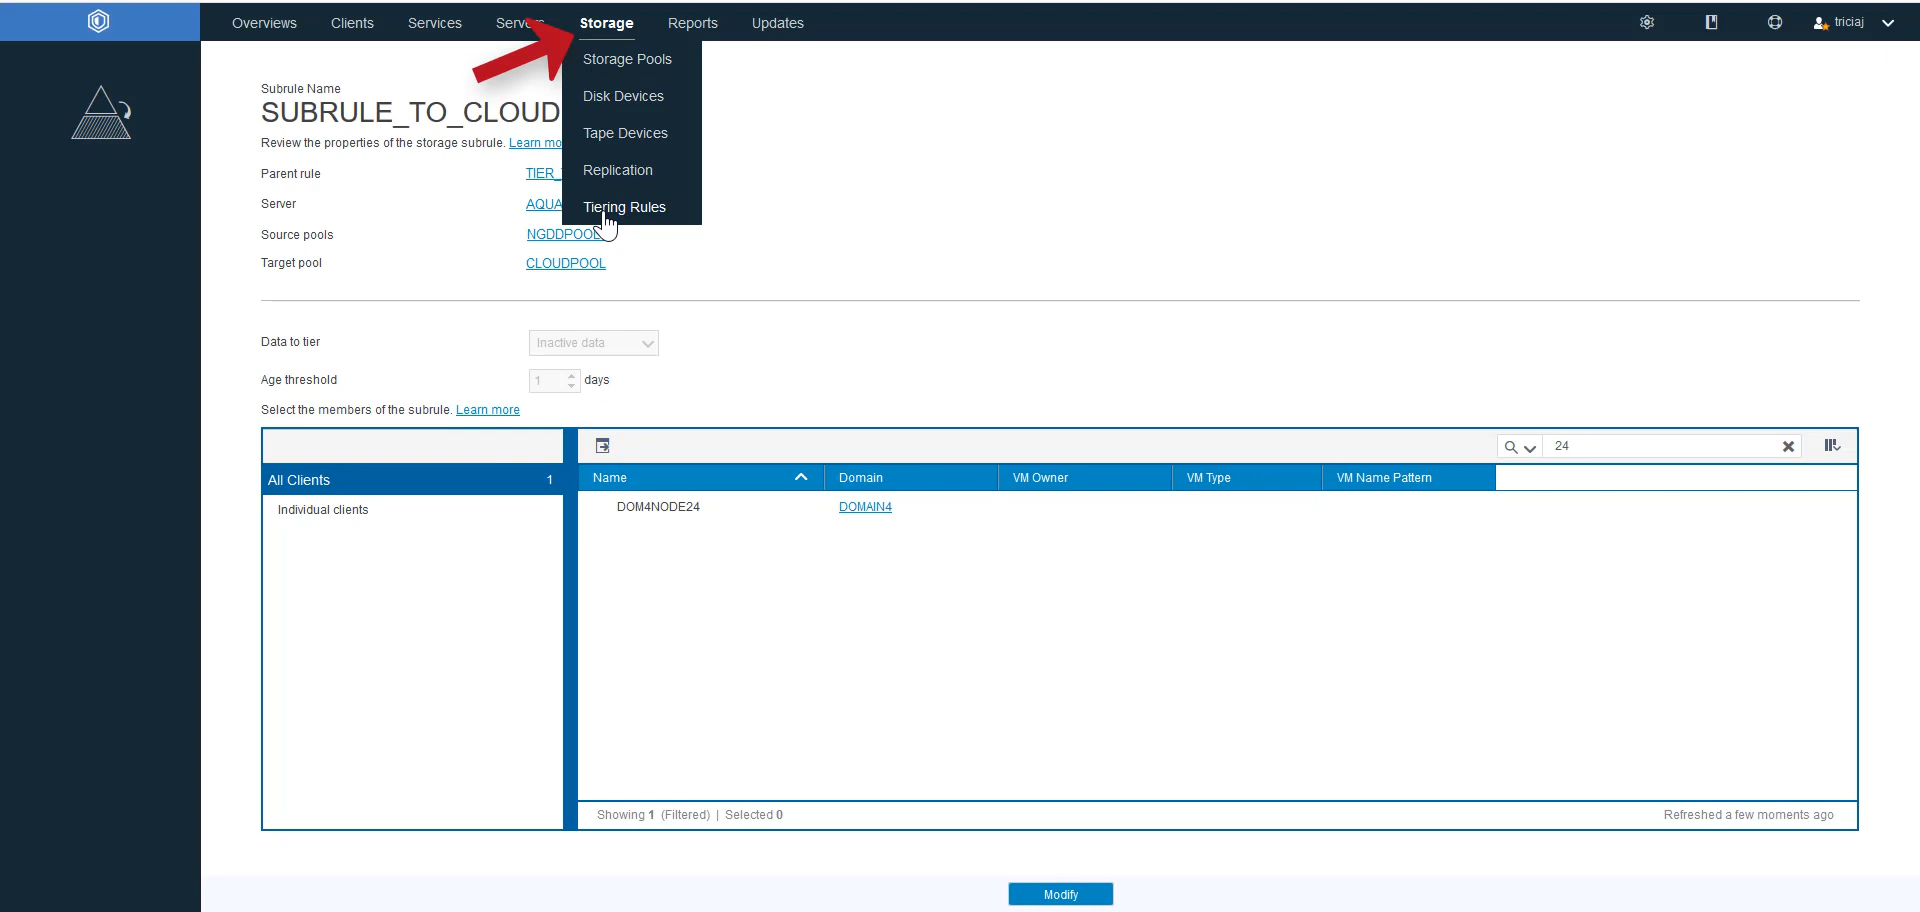 Overviews Clients Services Servers Storage Reports Updates triciaj
Storage Pools
Disk Devices
Tape Devices
Replication
Tiering Rules
Subrule Name
SUBRULE_TO_CLOUD
Review the properties of the storage subrule. Learn mo
Parent rule TIER_
Server AQUA
Source pools NGDDPOOL
Target pool CLOUDPOOL
Data to tier Inactive data
Age threshold 1 days
Select the members of the subrule. Learn more
24
All Clients 1
Individual clients
Name Domain VM Owner VM Type VM Name Pattern
DOM4NODE24 DOMAIN4
Showing 1 (Filtered) | Selected 0 Refreshed a few moments ago
Modify